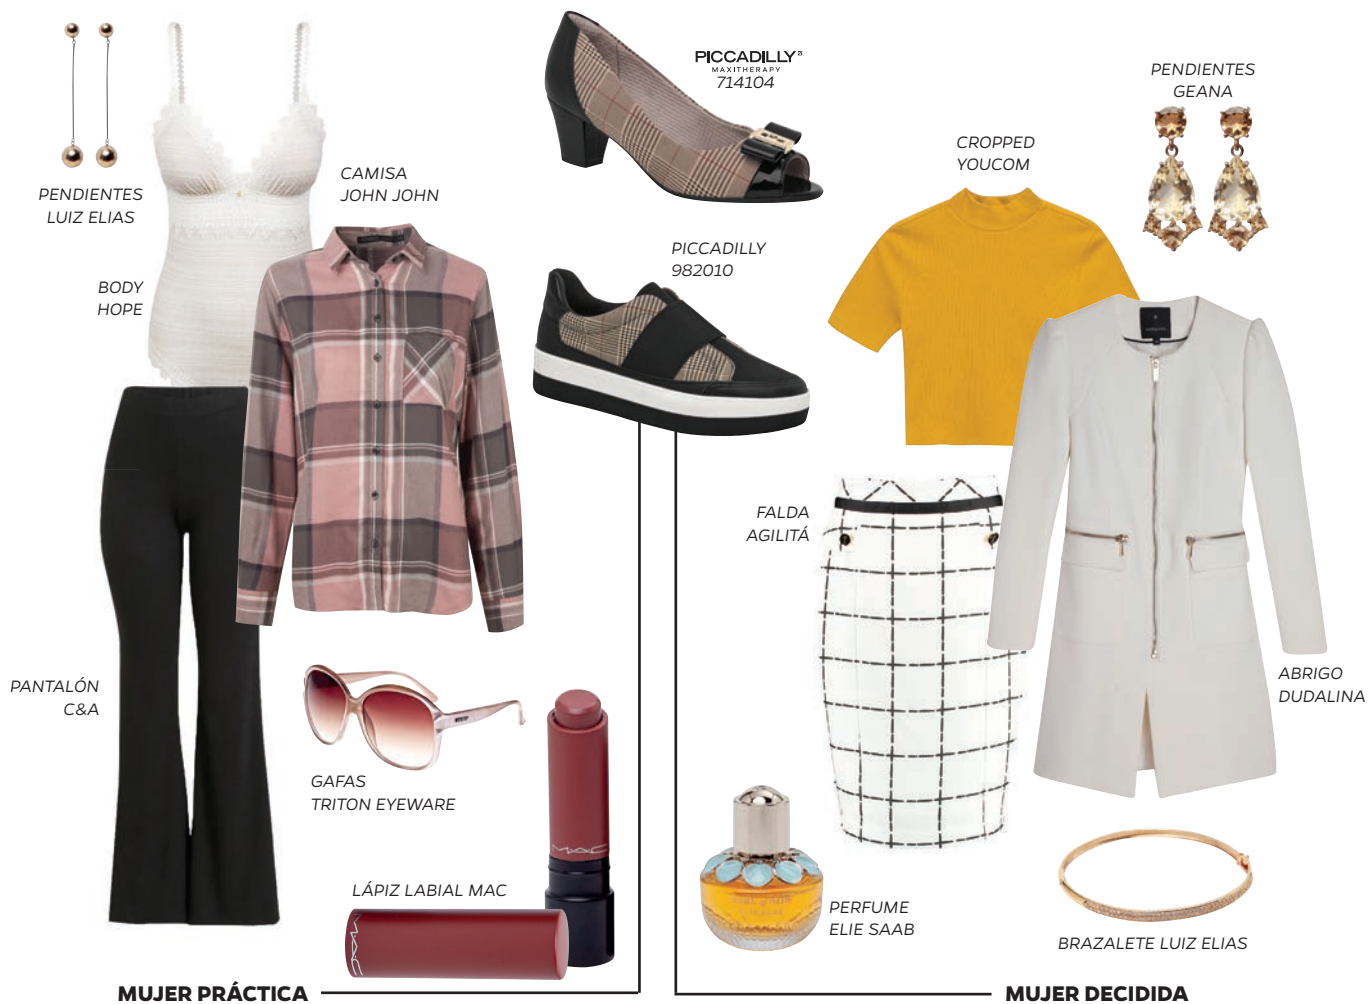 PICCADILLY®
MAXITHERAPY
714104
PENDIENTES
GEANA
CROPPED
YOUCOM
CAMISA
JOHN JOHN
PENDIENTES
LUIZ ELIAS
PICCADILLY
982010
BODY
HOPE
FALDA
AGILITÁ
PANTALÓN
C&A
ABRIGO
DUDALINA
GAFAS
TRITON EYEWARE
LÁPIZ LABIAL MAC
MAC
MAC
PERFUME
ELIE SAAB
BRAZALETE LUIZ ELIAS
MUJER PRÁCTICA
MUJER DECIDIDA